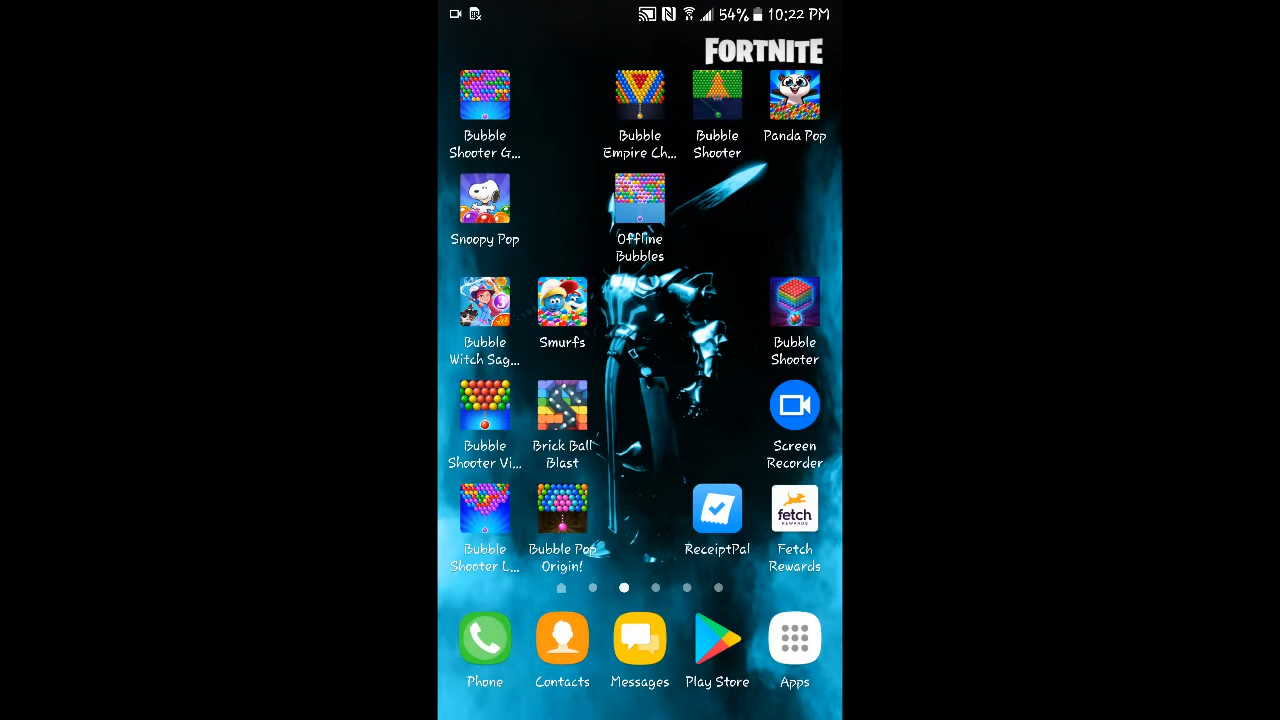 54% 10:22 PM
FORTNITE
Bubble
Shooter G...
Bubble
Empire Ch...
Bubble
Shooter
Panda Pop
Snoopy Pop
Offline
Bubbles
Bubble
Witch Sag...
Smurfs
Bubble
Shooter
Bubble
Shooter Vi...
Brick Ball
Blast
Screen
Recorder
fetch
REWARDS
Bubble
Shooter L...
Bubble Pop
Origin!
ReceiptPal
Fetch
Rewards
Phone
Contacts
Messages
Play Store
Apps